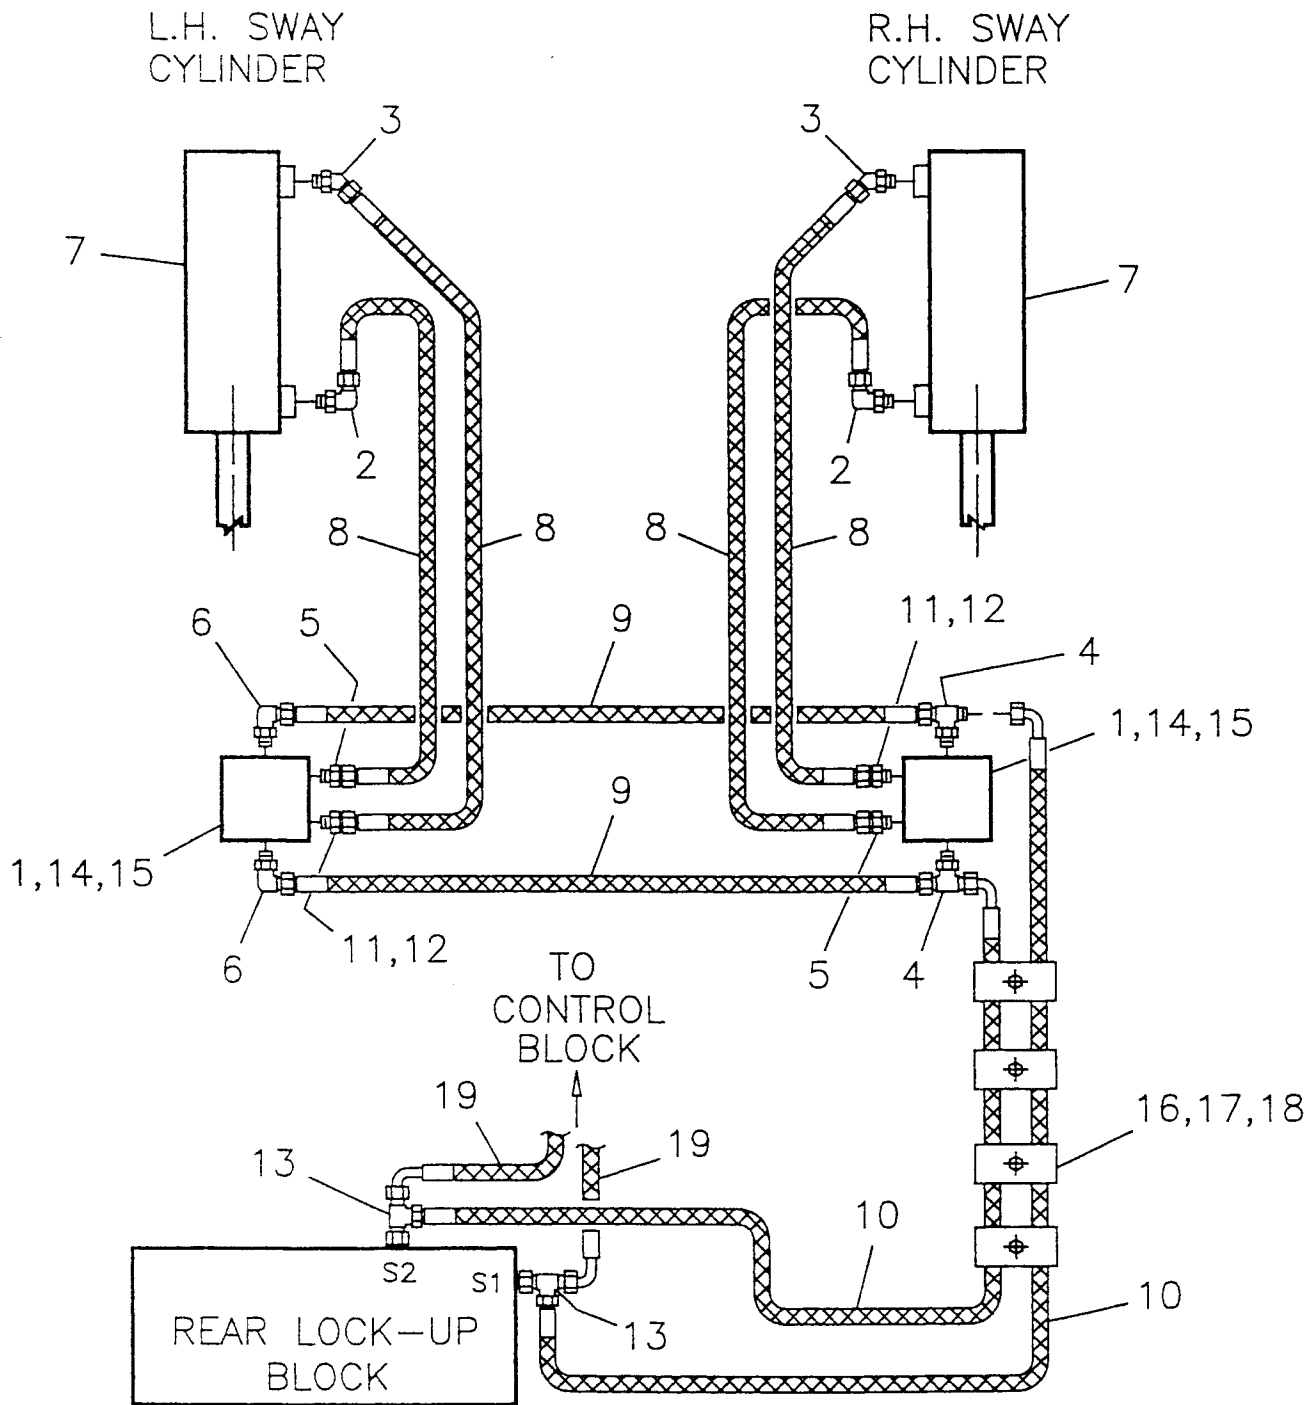 L.H. SWAY
CYLINDER
R.H. SWAY
CYLINDER
3
3
7
7
2
2
8
8
8
8
6
5
9
11,12
4
1,14,15
9
1,14,15
6
11,12
5
4
TO
CONTROL
BLOCK
19
19
16,17,18
13
10
S2
S1
13
10
REAR LOCK-UP
BLOCK